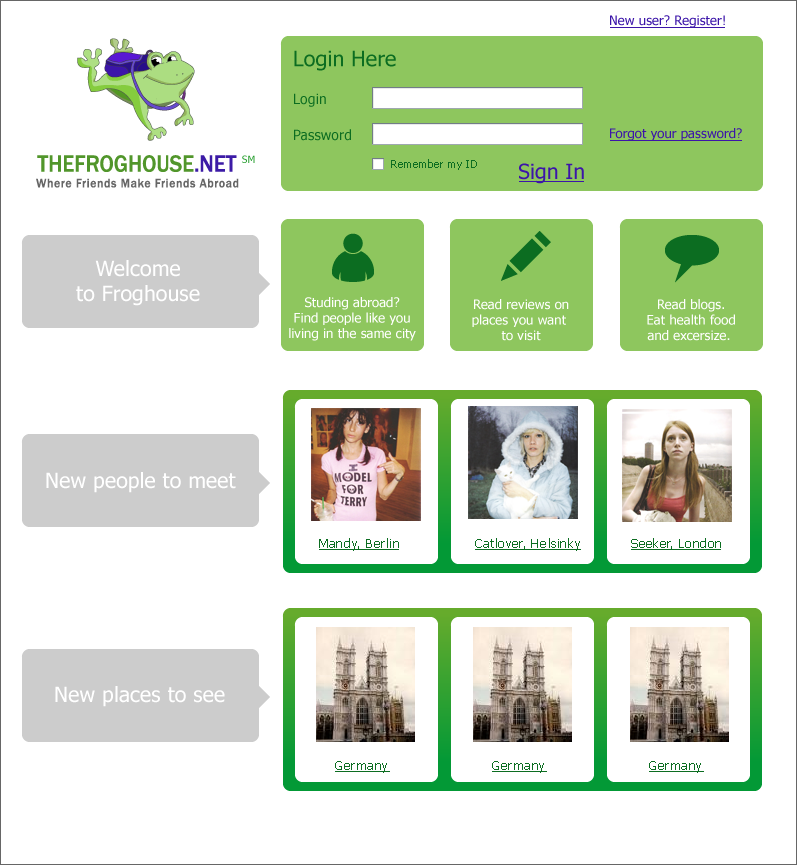 New user? Register!
Login Here
Login
Password
Forgot your password?
Remember my ID
Sign In
THEFROGHOUSE.NET SM
Where Friends Make Friends Abroad
Welcome
to Froghouse
Studing abroad?
Find people like you
living in the same city
Read reviews on
places you want
to visit
Read blogs.
Eat health food
and excersize.
New people to meet
I
MODEL
FOR
TERRY
Mandy, Berlin
Catlover, Helsinky
Seeker, London
New places to see
Germany
Germany
Germany